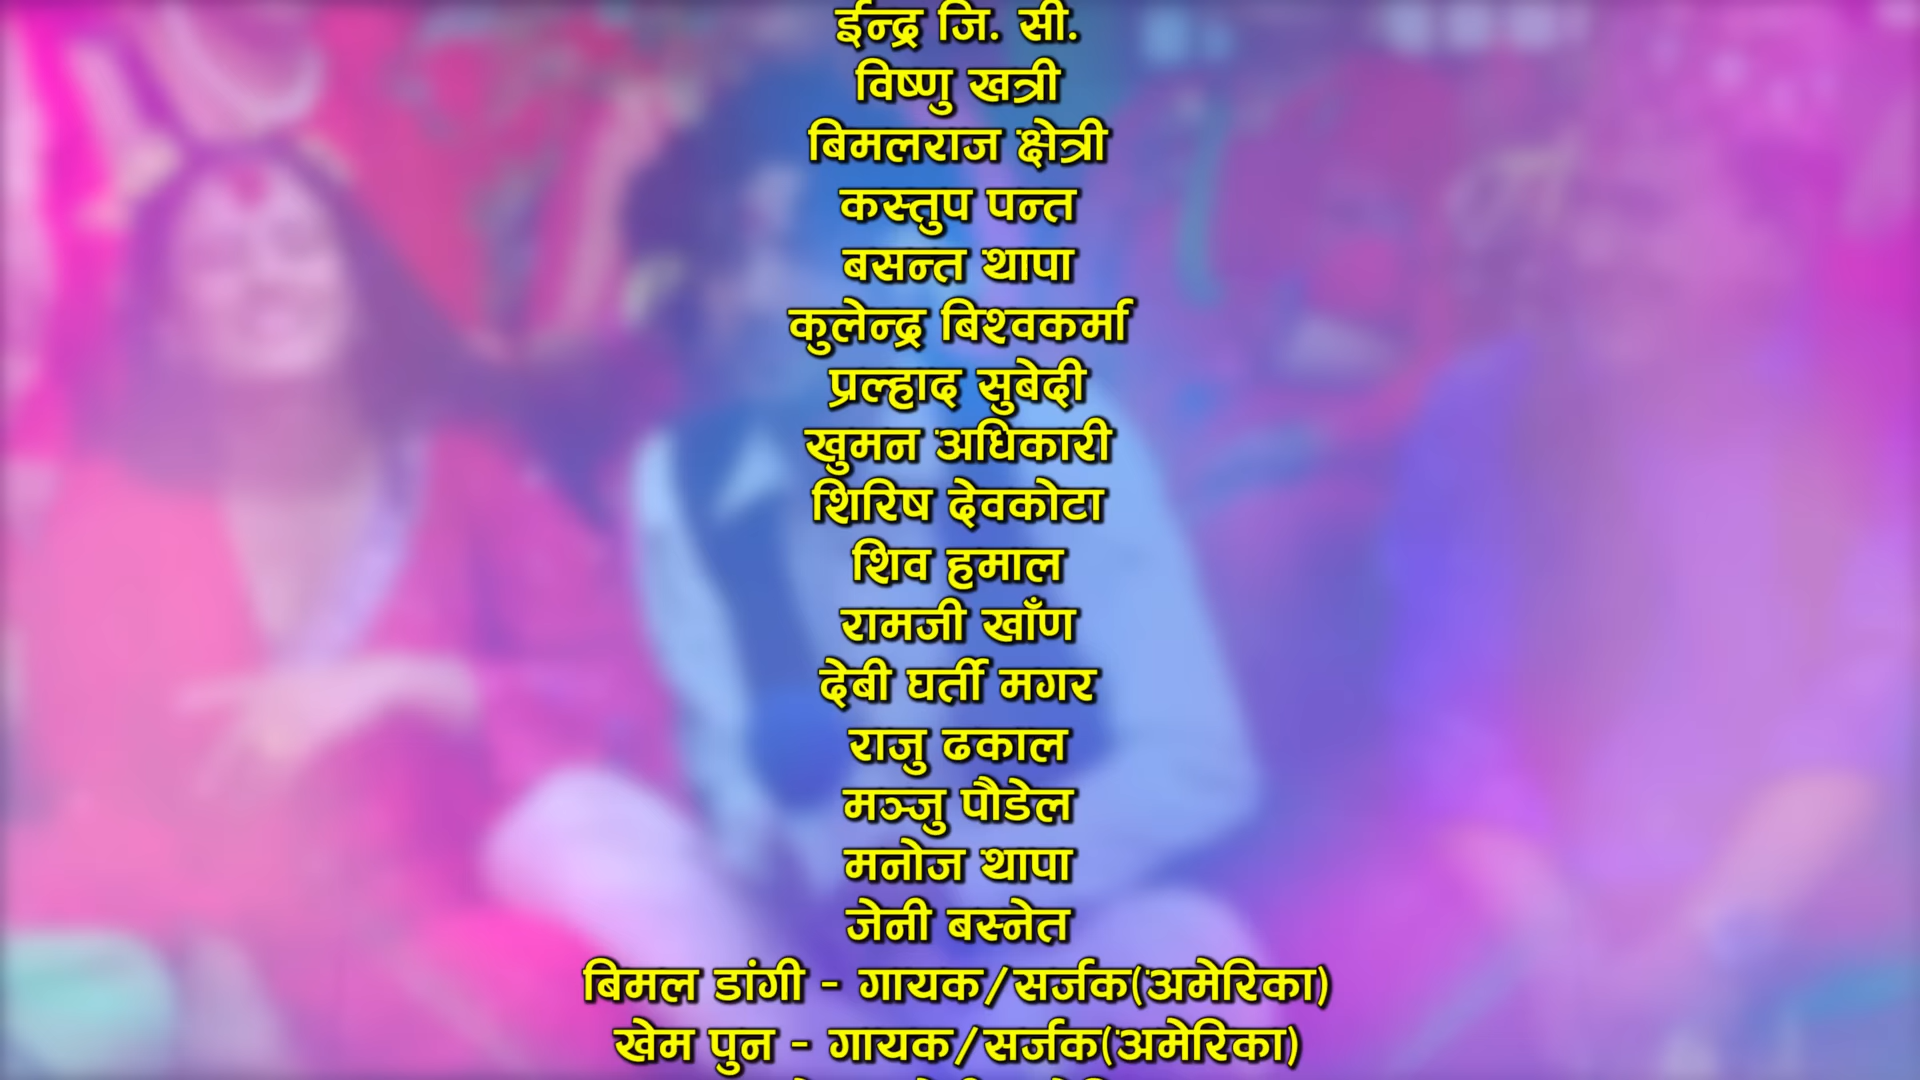 ईन्द्र जि. सी.
विष्णु खत्री
बिमलराज क्षेत्री
कस्तुप पन्त
बसन्त थापा
कुलेन्द्र बिश्वकर्मा
प्रल्हाद सुबेदी
खुमन अधिकारी
शिरिष देवकोटा
शिव हमाल
रामजी खाँण
देबी घर्ती मगर
राजु ढकाल
मञ्जु पौडेल
मनोज थापा
जेनी बस्नेत
बिमल डांगी - गायक/सर्जक(अमेरिका)
खेम पुन - गायक/सर्जक(अमेरिका)